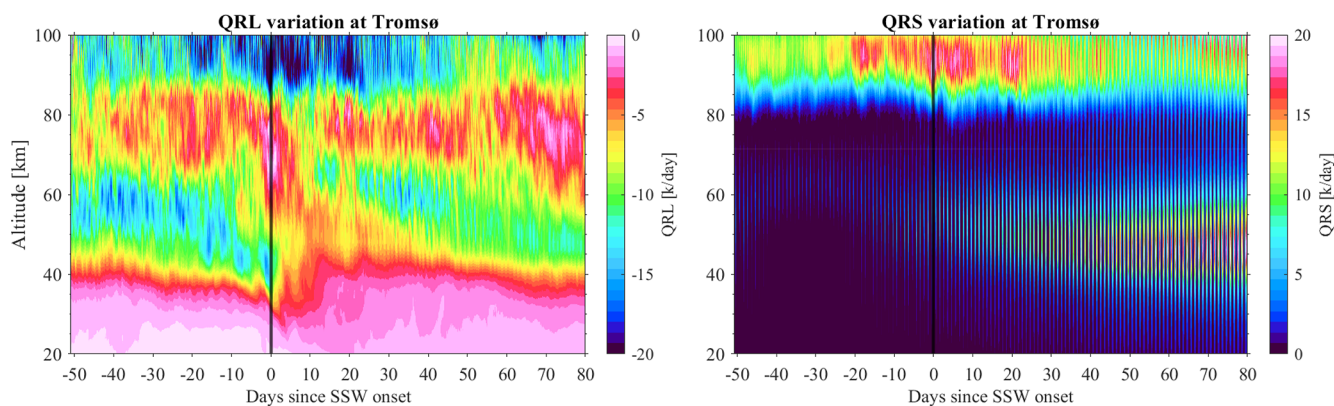 QRL variation at Tromsø
100
80
60
40
20
Altitude [km]
-50 -40 -30 -20 -10 0 10 20 30 40 50 60 70 80
Days since SSW onset
0
-5
-10
-15
-20
QRL [k/day]
QRS variation at Tromsø
100
80
60
40
20
-50 -40 -30 -20 -10 0 10 20 30 40 50 60 70 80
Days since SSW onset
20
15
10
5
0
QRS [k/day]